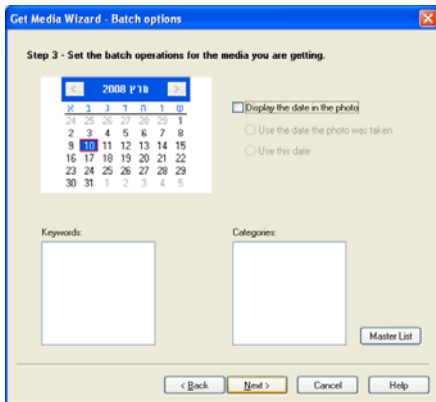 Get Media Wizard - Batch options
Step 3 - Set the batch operations for the media you are getting.
מרץ 2008
א ב ג ד ה ו ש
24 25 26 27 28 29 1
2 3 4 5 6 7 8
9 10 11 12 13 14 15
16 17 18 19 20 21 22
23 24 25 26 27 28 29
30 31 1 2 3 4 5
Display the date in the photo
Use the date the photo was taken
Use this date
Keywords:
Categories:
Master List
< Back
Next >
Cancel
Help